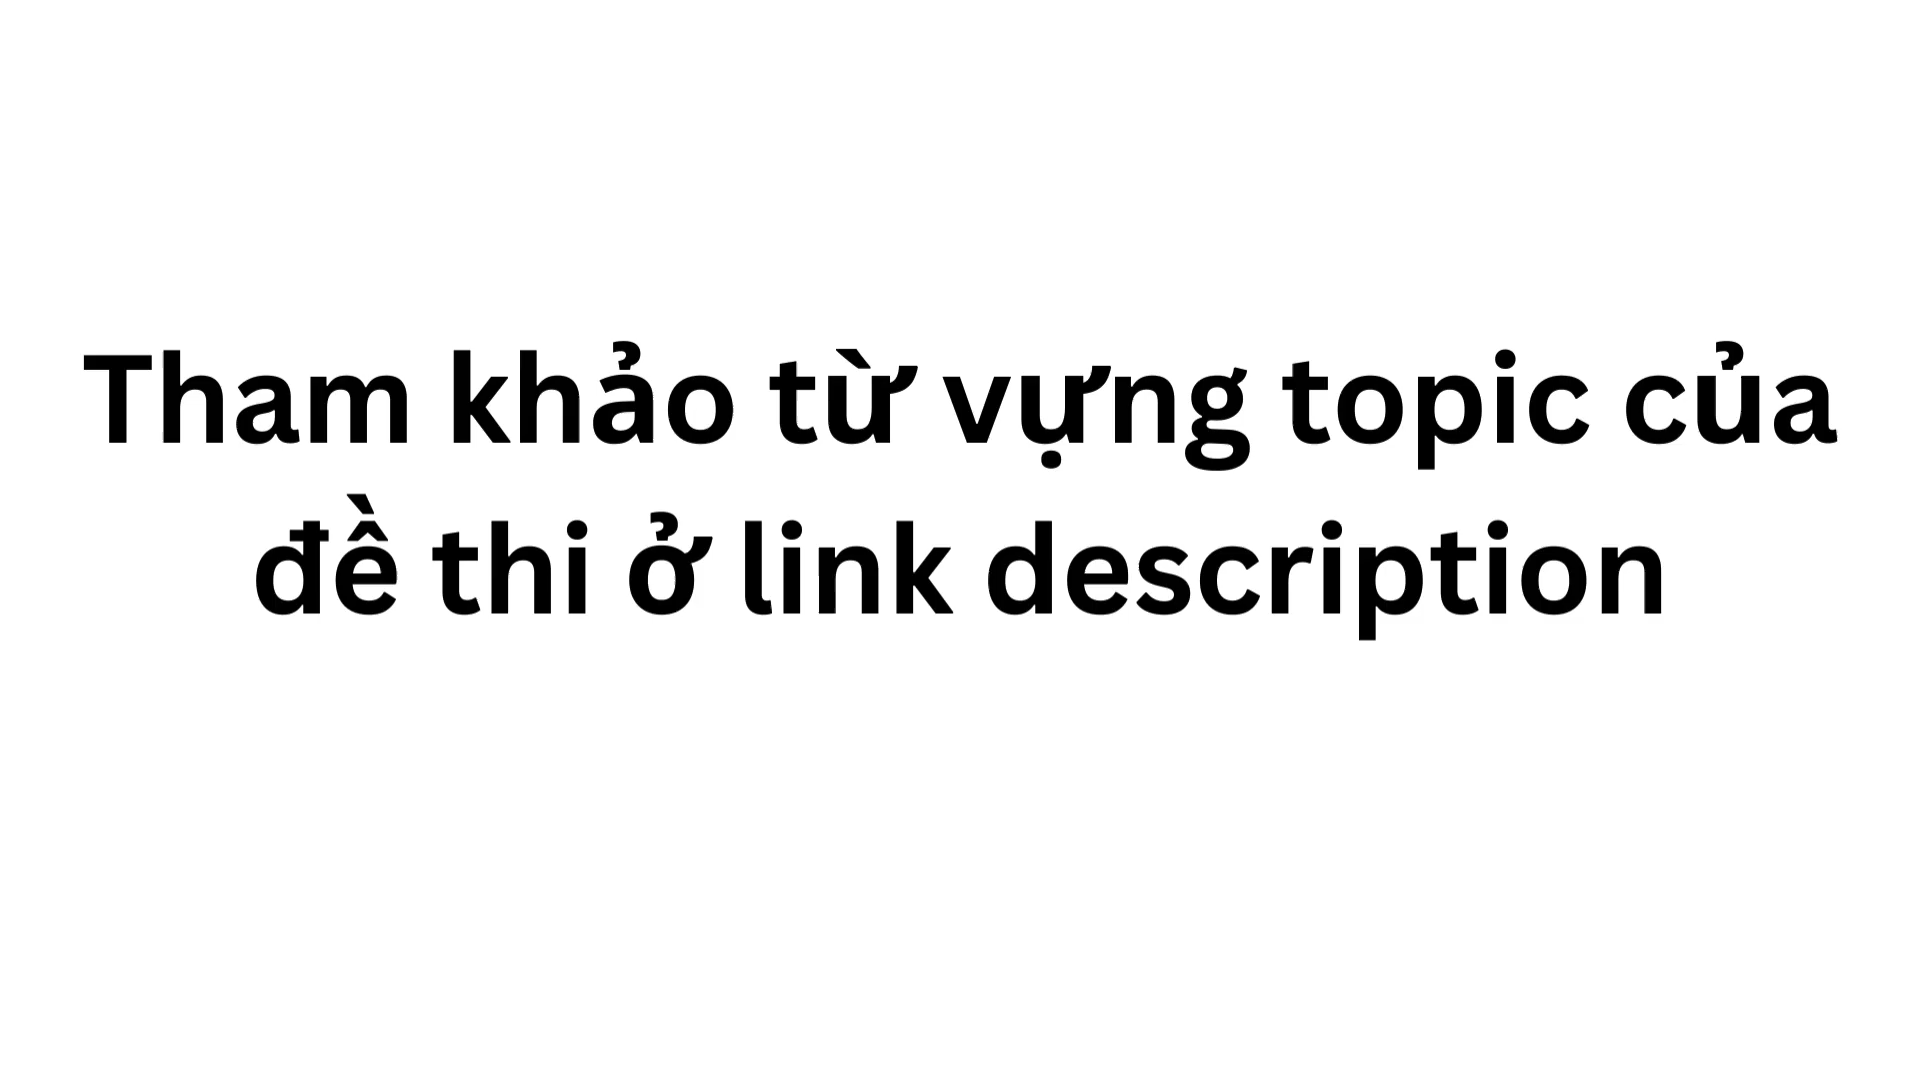 Tham khảo từ vựng topic của
đề thi ở link description